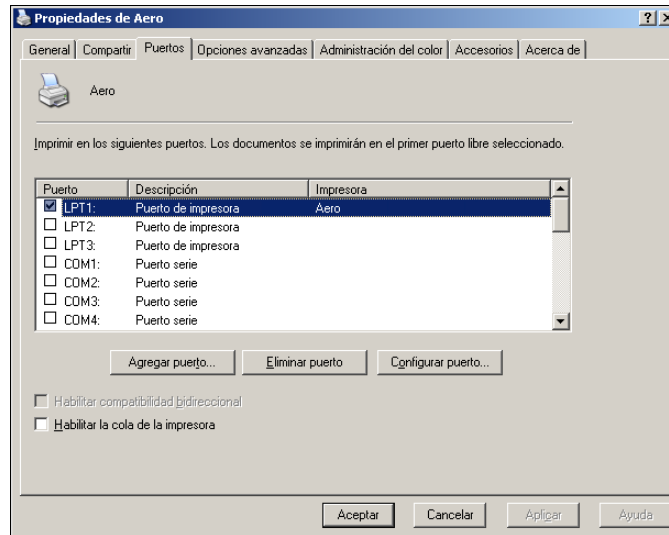 Propiedades de Aero
General Compartir Puertos Opciones avanzadas Administración del color Accesorios Acerca de
Aero
Imprimir en los siguientes puertos. Los documentos se imprimirán en el primer puerto libre seleccionado.
Puerto Descripción Impresora
LPT1: Puerto de impresora Aero
LPT2: Puerto de impresora
LPT3: Puerto de impresora
COM1: Puerto serie
COM2: Puerto serie
COM3: Puerto serie
COM4: Puerto serie
Agregar puerto... Eliminar puerto Configurar puerto...
Habilitar compatibilidad bidireccional
Habilitar la cola de la impresora
Aceptar Cancelar Aplicar Ayuda